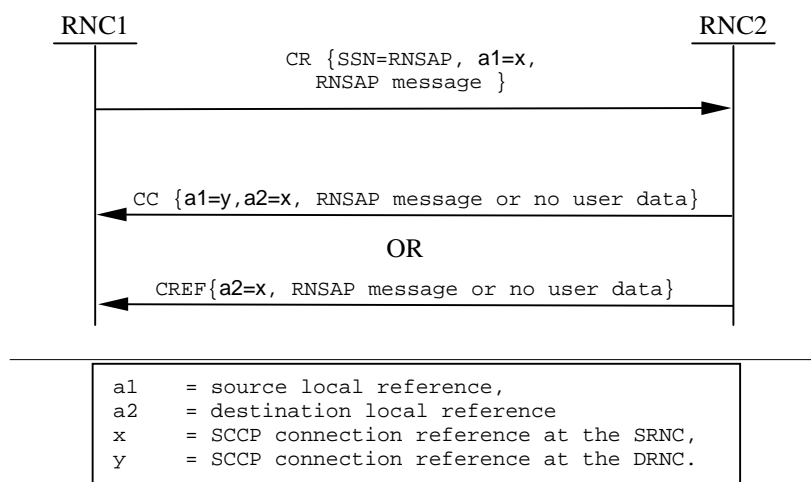 RNC1 RNC2
CR {SSN=RNSAP, a1=x,
RNSAP message }
CC {a1=y,a2=x, RNSAP message or no user data}
OR
CREF{a2=x, RNSAP message or no user data}
a1 = source local reference,
a2 = destination local reference
x = SCCP connection reference at the SRNC,
y = SCCP connection reference at the DRNC.